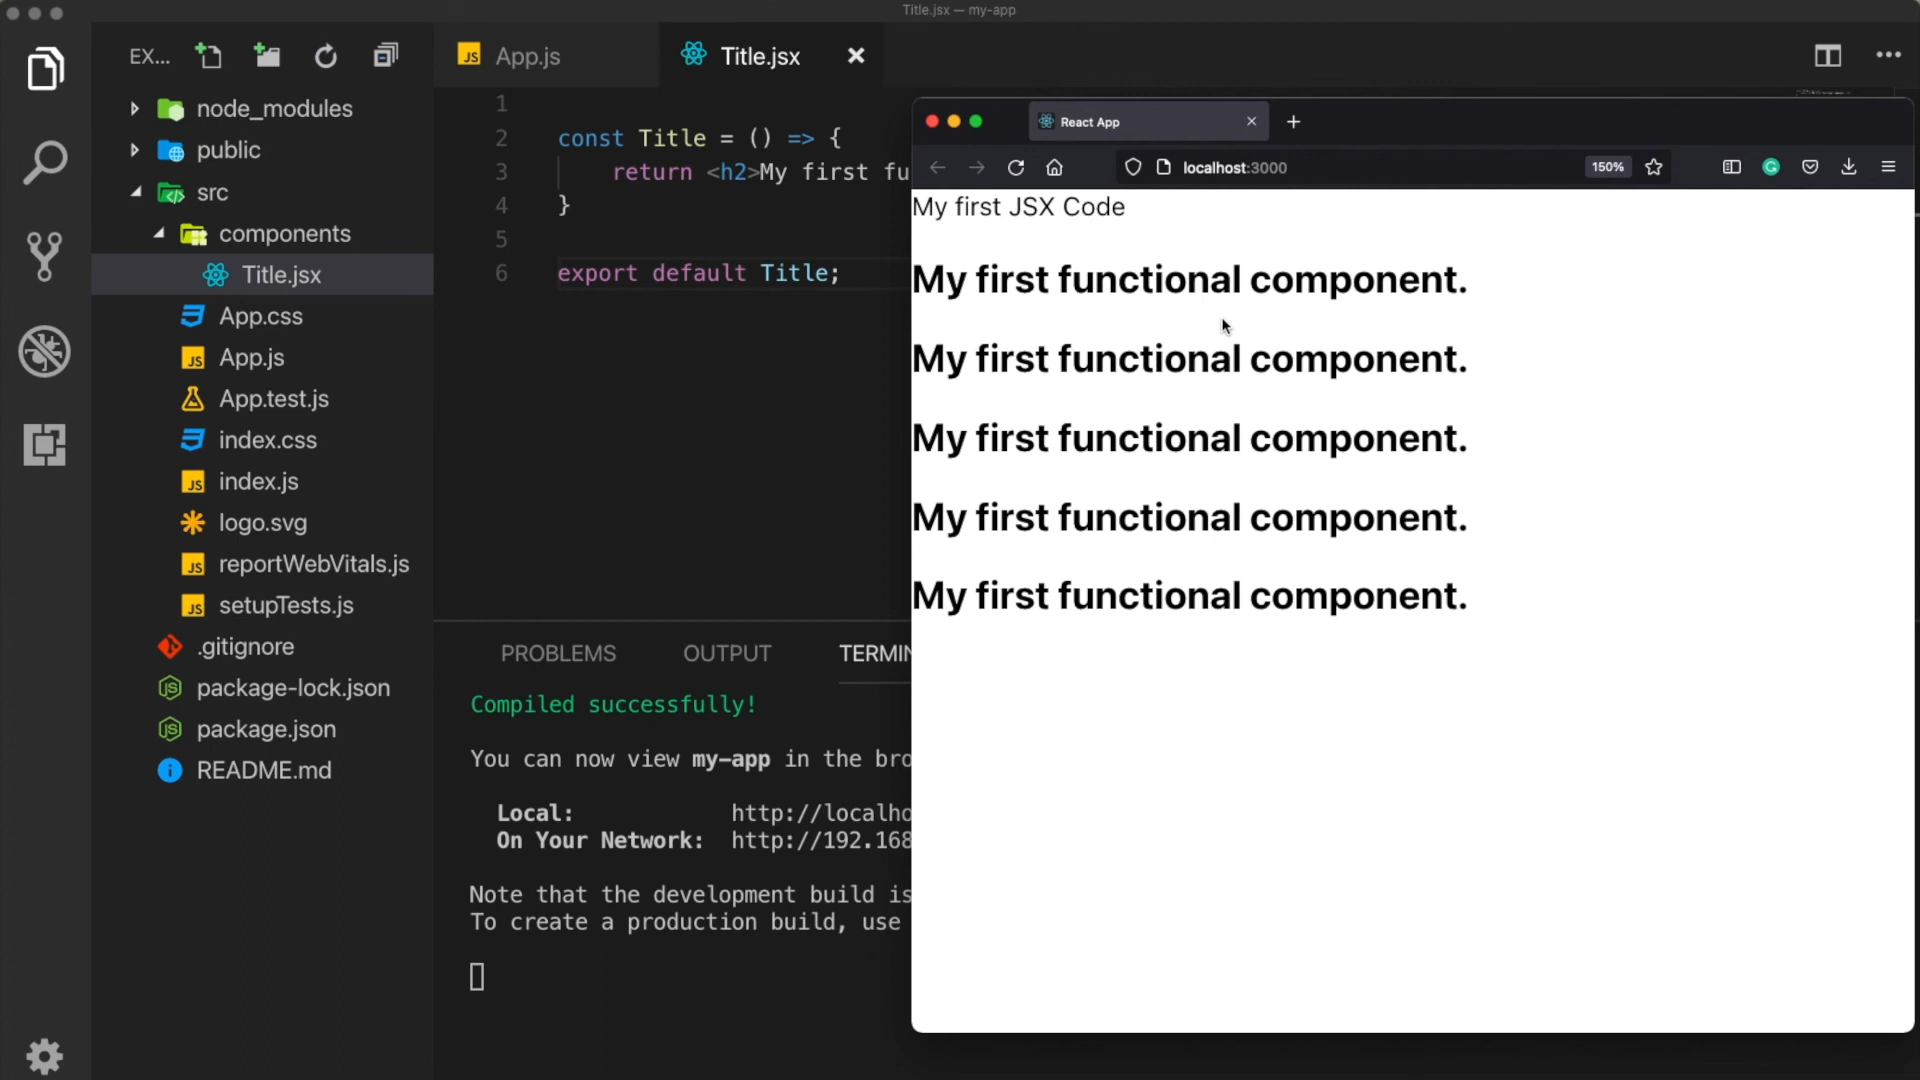 Title.jsx — my-app
EX...
App.js
Title.jsx
node_modules
public
src
components
Title.jsx
App.css
App.js
App.test.js
index.css
index.js
logo.svg
reportWebVitals.js
setupTests.js
.gitignore
package-lock.json
package.json
README.md
1
2 const Title = () => {
3 return <h2>My first fu
4 }
5
6 export default Title;
PROBLEMS OUTPUT TERMIN
Compiled successfully!
You can now view my-app in the bro
Local: http://localho
On Your Network: http://192.168
Note that the development build is
To create a production build, use
React App
localhost:3000
150%
My first JSX Code
My first functional component.
My first functional component.
My first functional component.
My first functional component.
My first functional component.